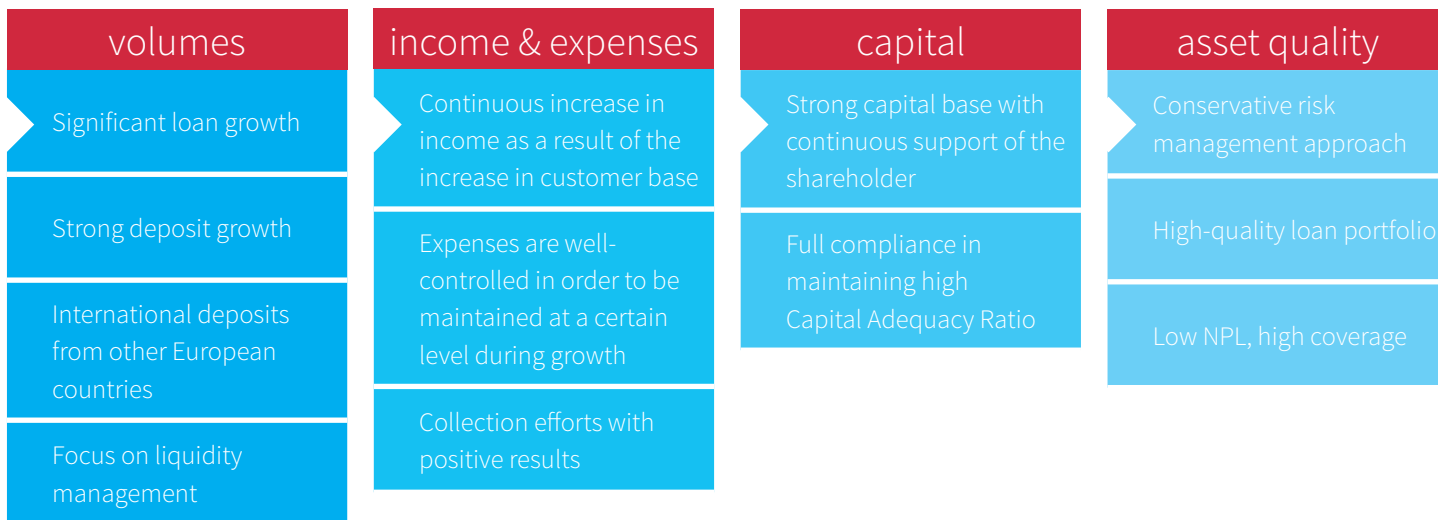 volumes
Significant loan growth
Strong deposit growth
International deposits
from other European
countries
Focus on liquidity
management
income & expenses
Continuous increase in
income as a result of the
increase in customer base
Expenses are well-
controlled in order to be
maintained at a certain
level during growth
Collection efforts with
positive results
capital
Strong capital base with
continuous support of the
shareholder
Full compliance in
maintaining high
Capital Adequacy Ratio
asset quality
Conservative risk
management approach
High-quality loan portfolio
Low NPL, high coverage